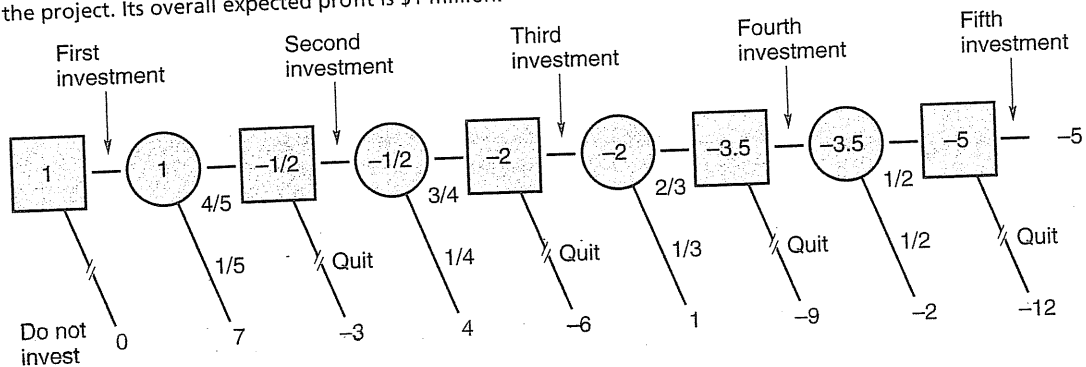 the project. Its overall expected profit is $1 million.
First
investment
Second
investment
Third
investment
Fourth
investment
Fifth
investment
1
1
4/5
–1/2
–1/2
3/4
–2
–2
2/3
–3.5
–3.5
1/2
–5
–5
1/5
Quit
1/4
Quit
1/3
Quit
1/2
Quit
Do not
invest
0
7
–3
4
–6
1
–9
–2
–12